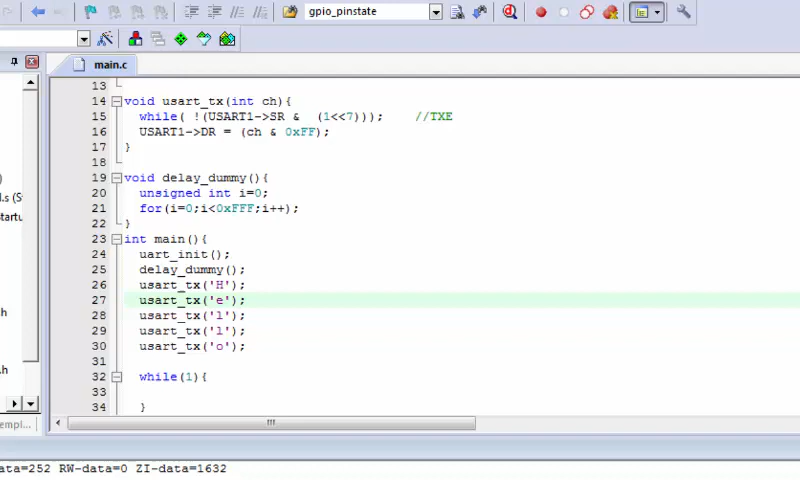 gpio_pinstate
main.c
13
14 void usart_tx(int ch){
15 while( !(USART1->SR & (1<<7))); //TXE
16 USART1->DR = (ch & 0xFF);
17 }
18
19 void delay_dummy(){
20 unsigned int i=0;
21 for(i=0;i<0xFFF;i++);
22 }
23 int main(){
24 uart_init();
25 delay_dummy();
26 usart_tx('H');
27 usart_tx('e');
28 usart_tx('l');
29 usart_tx('l');
30 usart_tx('o');
31
32 while(1){
33
34 }
)
l.s (S
startu
h
.h
empl...
data=252 RW-data=0 ZI-data=1632